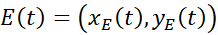 E(t) = (x_E(t), y_E(t))